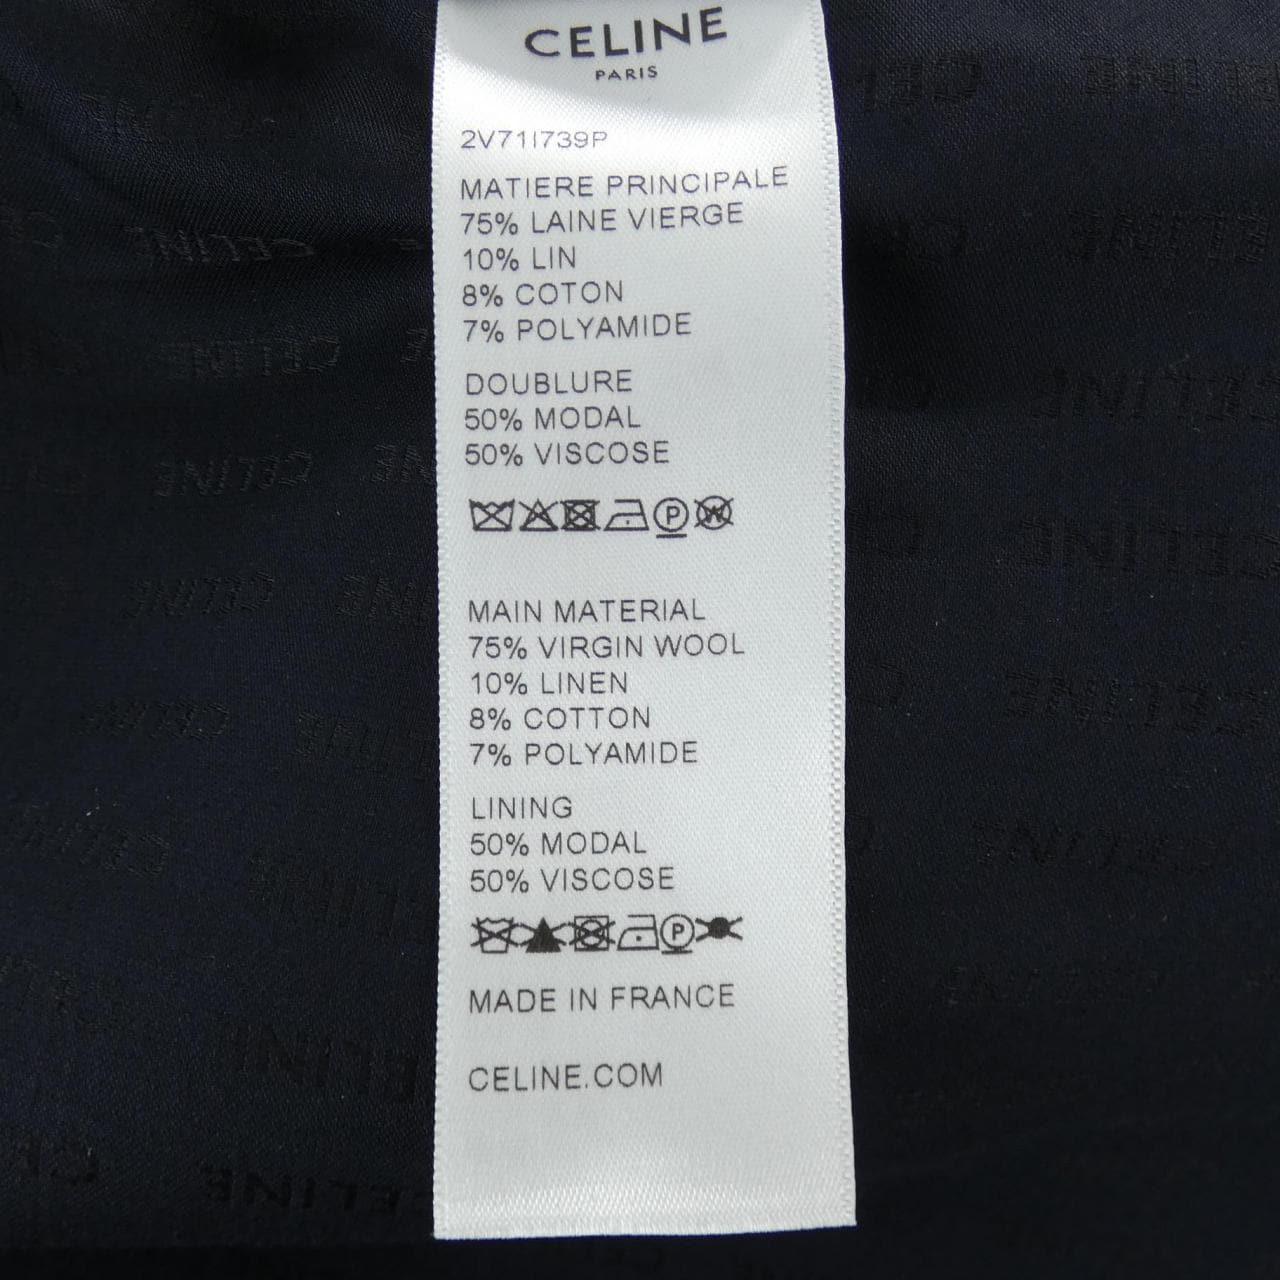 CELINE
PARIS
2V71I739P
MATIERE PRINCIPALE
75% LAINE VIERGE
10% LIN
8% COTON
7% POLYAMIDE
DOUBLURE
50% MODAL
50% VISCOSE
P W
MAIN MATERIAL
75% VIRGIN WOOL
10% LINEN
8% COTTON
7% POLYAMIDE
LINING
50% MODAL
50% VISCOSE
P
MADE IN FRANCE
CELINE.COM